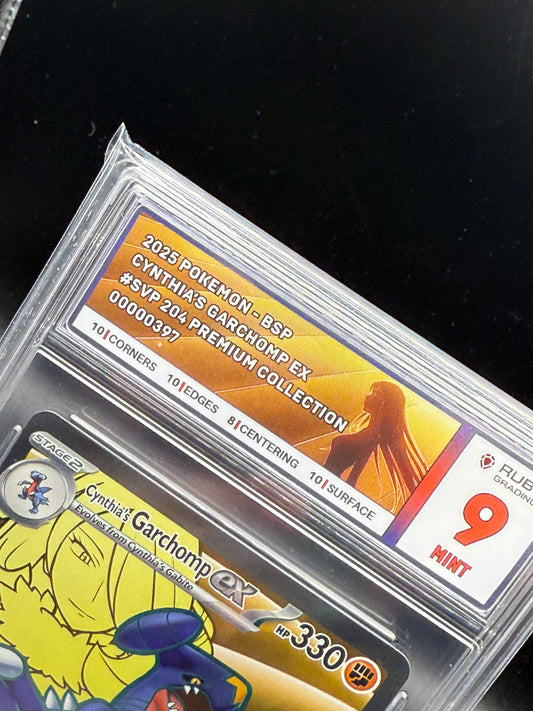 2025 POKEMON - BSP
CYNTHIA'S GARCHOMP EX
#SVP 204 PREMIUM COLLECTION
00000397
10 CORNERS 10 EDGES 8 CENTERING 10 SURFACE
RUB
GRADING
9
MINT
STAGE2
Cynthia's Garchomp ex
HP 330
Evolves from Cynthia's Gabite